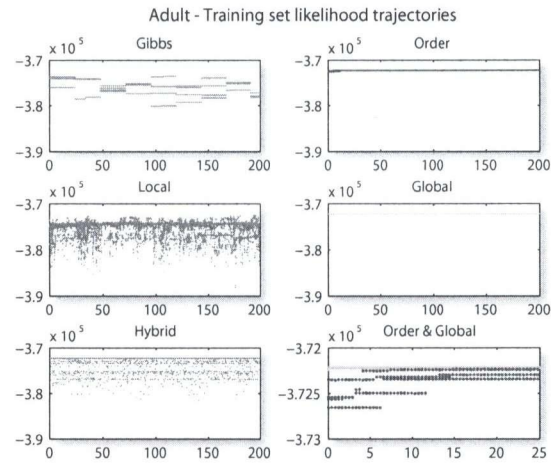 Adult - Training set likelihood trajectories
Gibbs
x 10^5
−3.7
−3.8
−3.9
0 50 100 150 200
Order
x 10^5
−3.7
−3.8
−3.9
0 50 100 150 200
Local
x 10^5
−3.7
−3.8
−3.9
0 50 100 150 200
Global
x 10^5
−3.7
−3.8
−3.9
0 50 100 150 200
Hybrid
x 10^5
−3.7
−3.8
−3.9
0 50 100 150 200
Order & Global
x 10^5
−3.72
−3.725
−3.73
0 5 10 15 20 25